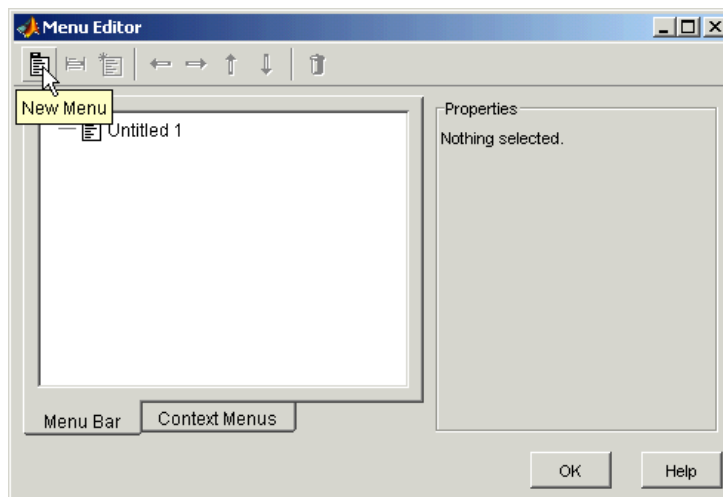 Menu Editor
New Menu
Untitled 1
Properties
Nothing selected.
Menu Bar
Context Menus
OK
Help